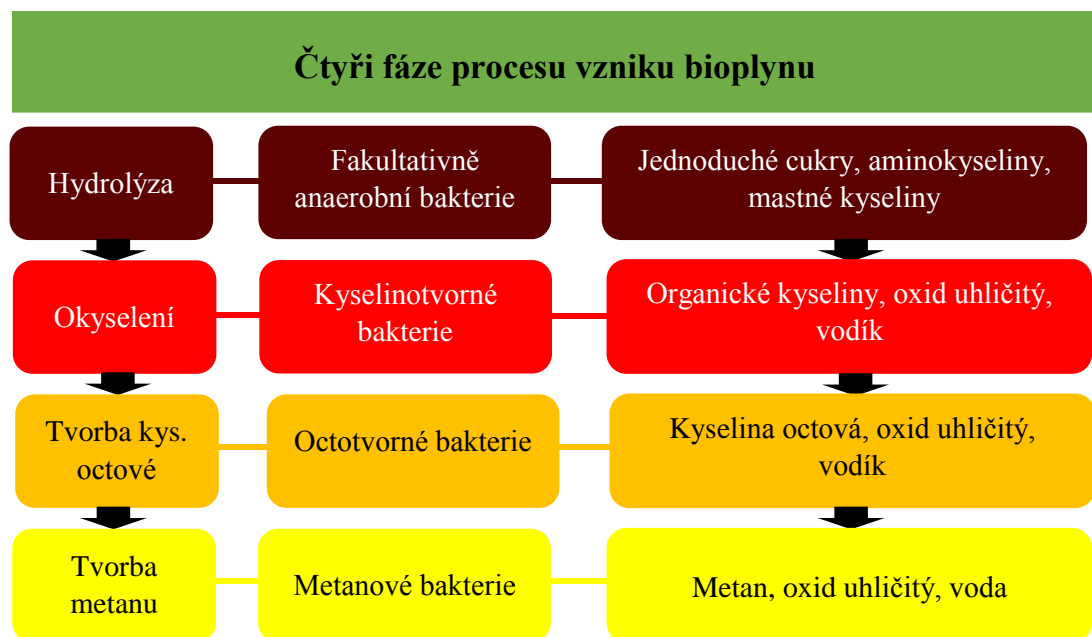 Čtyři fáze procesu vzniku bioplynu
Hydrolýza
Fakultativně
anaerobní bakterie
Jednoduché cukry, aminokyseliny,
mastné kyseliny
Okyselení
Kyselinotvorné
bakterie
Organické kyseliny, oxid uhličitý,
vodík
Tvorba kys.
octové
Octotvorné bakterie
Kyselina octová, oxid uhličitý,
vodík
Tvorba
metanu
Metanové bakterie
Metan, oxid uhličitý, voda